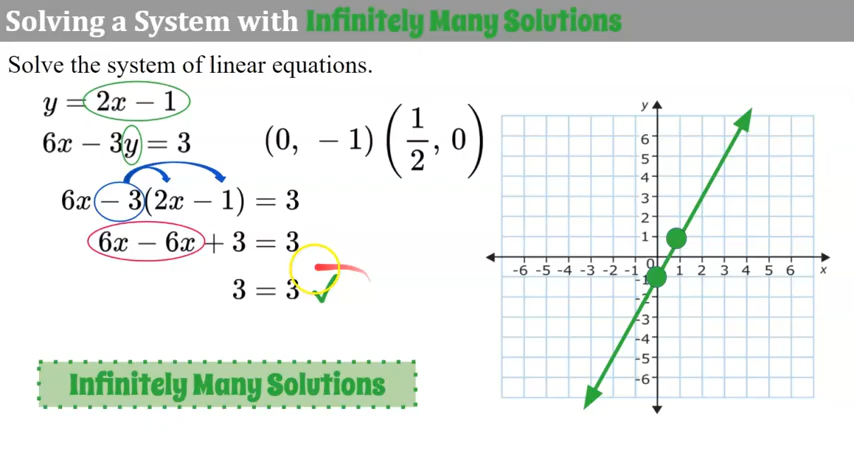 Solving a System with Infinitely Many Solutions
Solve the system of linear equations.
y = 2x − 1
6x − 3y = 3
(0, −1) (1/2, 0)
6x − 3(2x − 1) = 3
6x − 6x + 3 = 3
3 = 3 ✓
Infinitely Many Solutions
y
6
5
4
3
2
1
0
-6 -5 -4 -3 -2 -1 1 2 3 4 5 6 x
-1
-2
-3
-4
-5
-6